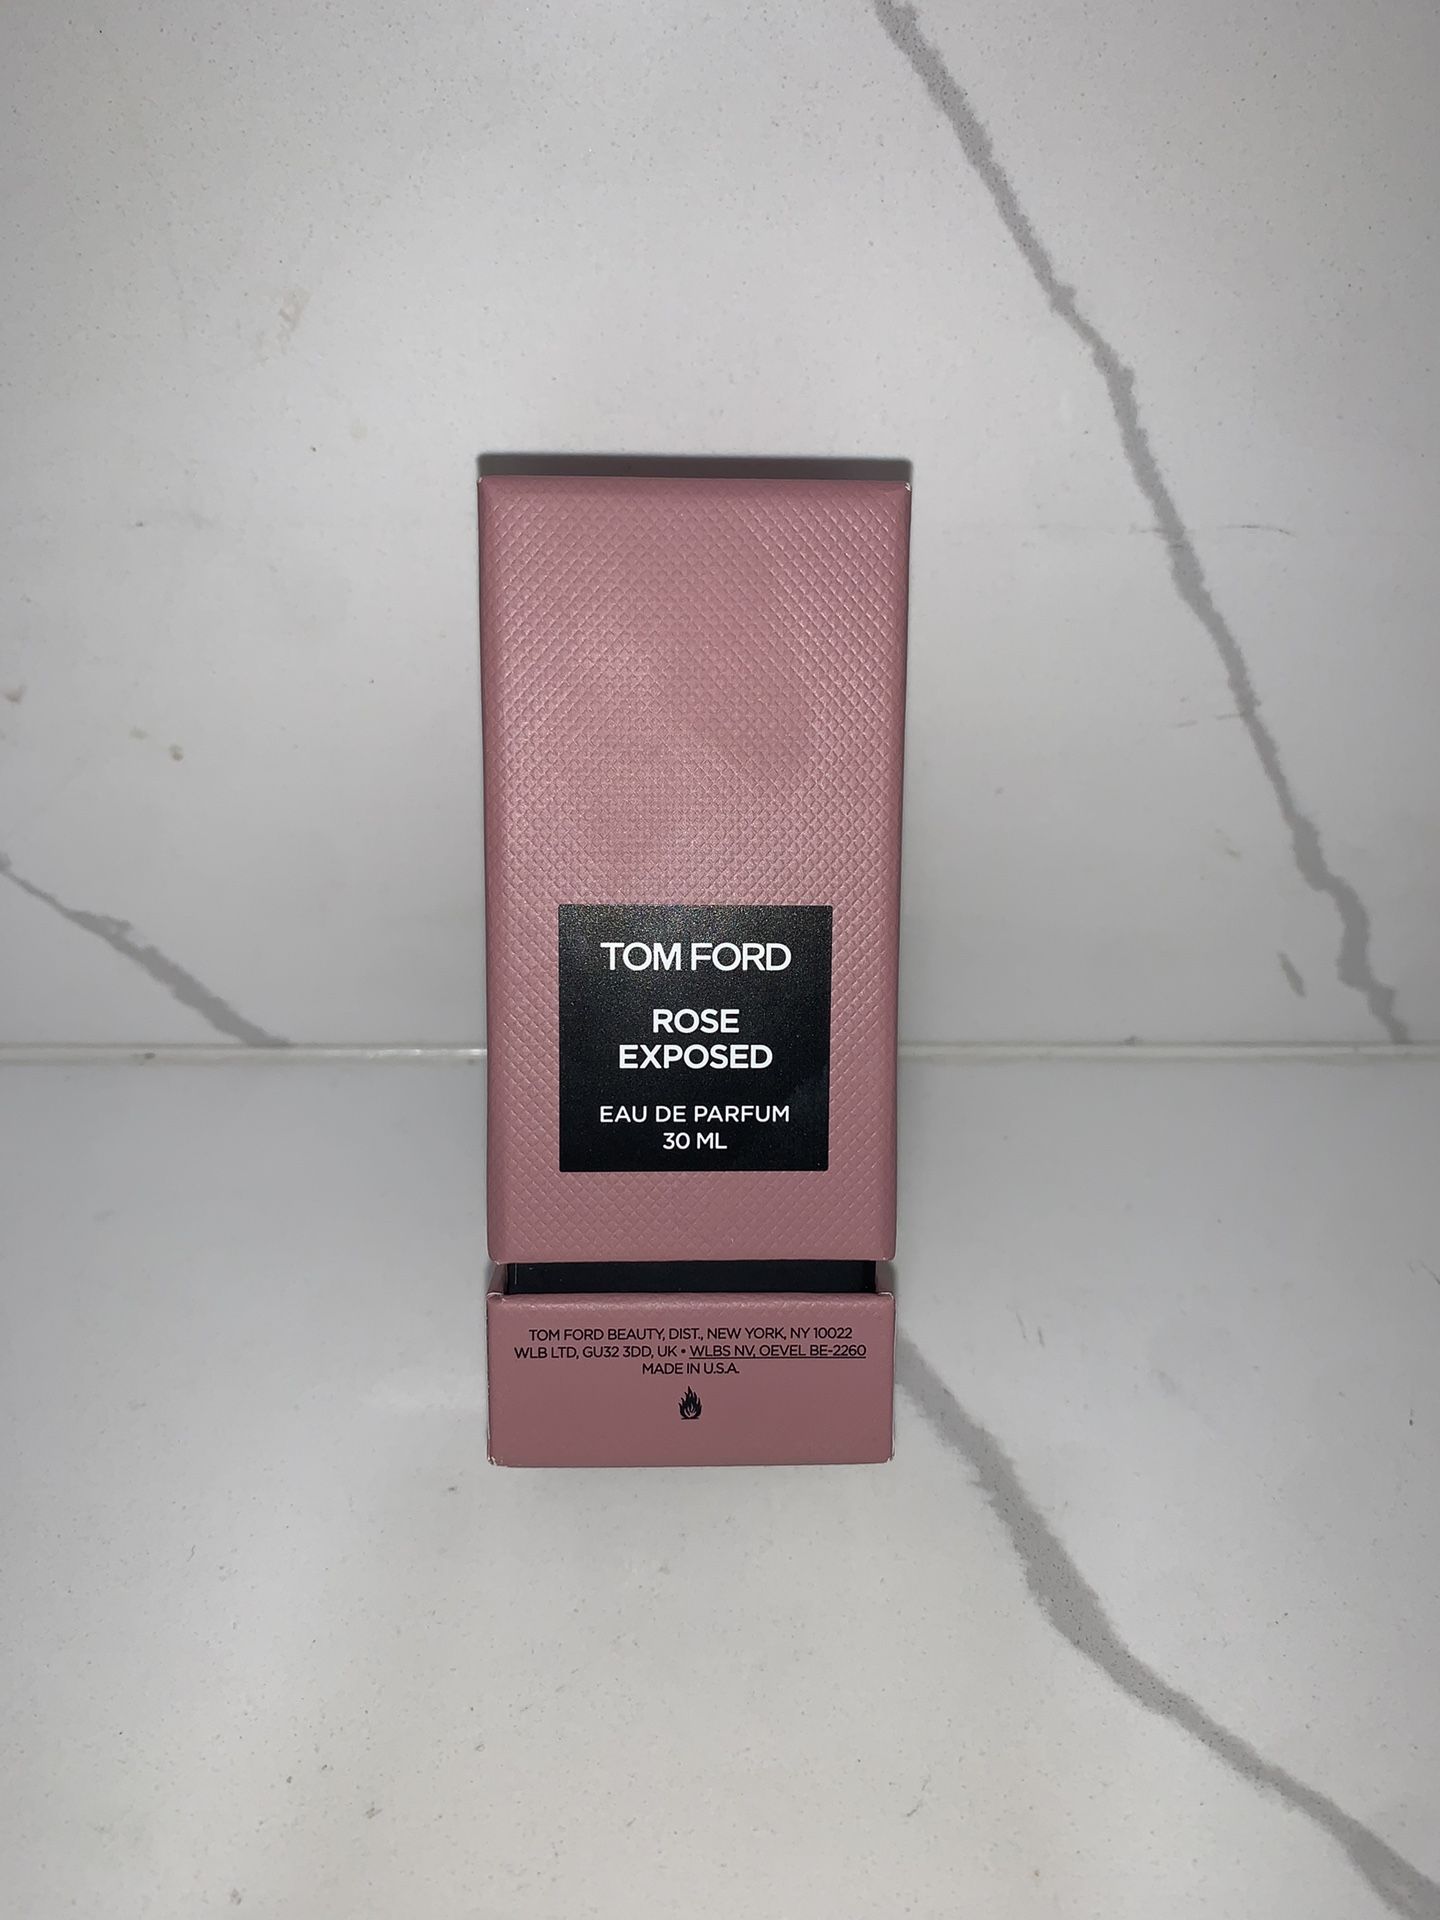 TOM FORD
ROSE
EXPOSED
EAU DE PARFUM
30 ML
TOM FORD BEAUTY, DIST., NEW YORK, NY 10022
WLB LTD, GU32 3DD, UK • WLBS NV, OEVEL BE-2260
MADE IN U.S.A.